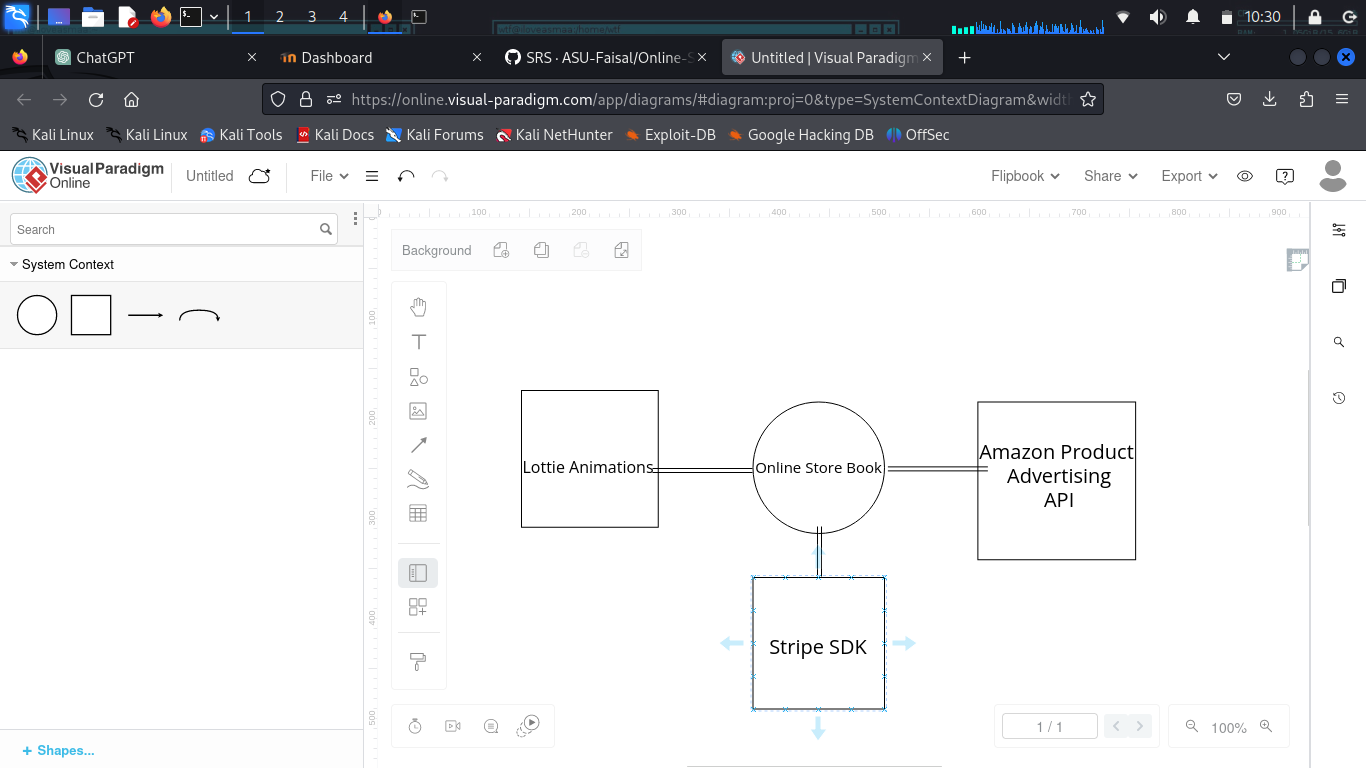 1
2
3
4
10:30
ChatGPT
Dashboard
SRS · ASU-Faisal/Online-S
Untitled | Visual Paradigm
https://online.visual-paradigm.com/app/diagrams/#diagram:proj=0&type=SystemContextDiagram&widt
Kali Linux
Kali Linux
Kali Tools
Kali Docs
Kali Forums
Kali NetHunter
Exploit-DB
Google Hacking DB
OffSec
Visual Paradigm
Online
Untitled
File
Flipbook
Share
Export
Search
System Context
100
200
300
400
500
600
700
800
900
Background
100
200
300
400
500
Lottie Animations
Online Store Book
Amazon Product
Advertising
API
Stripe SDK
+ Shapes...
1 / 1
100%